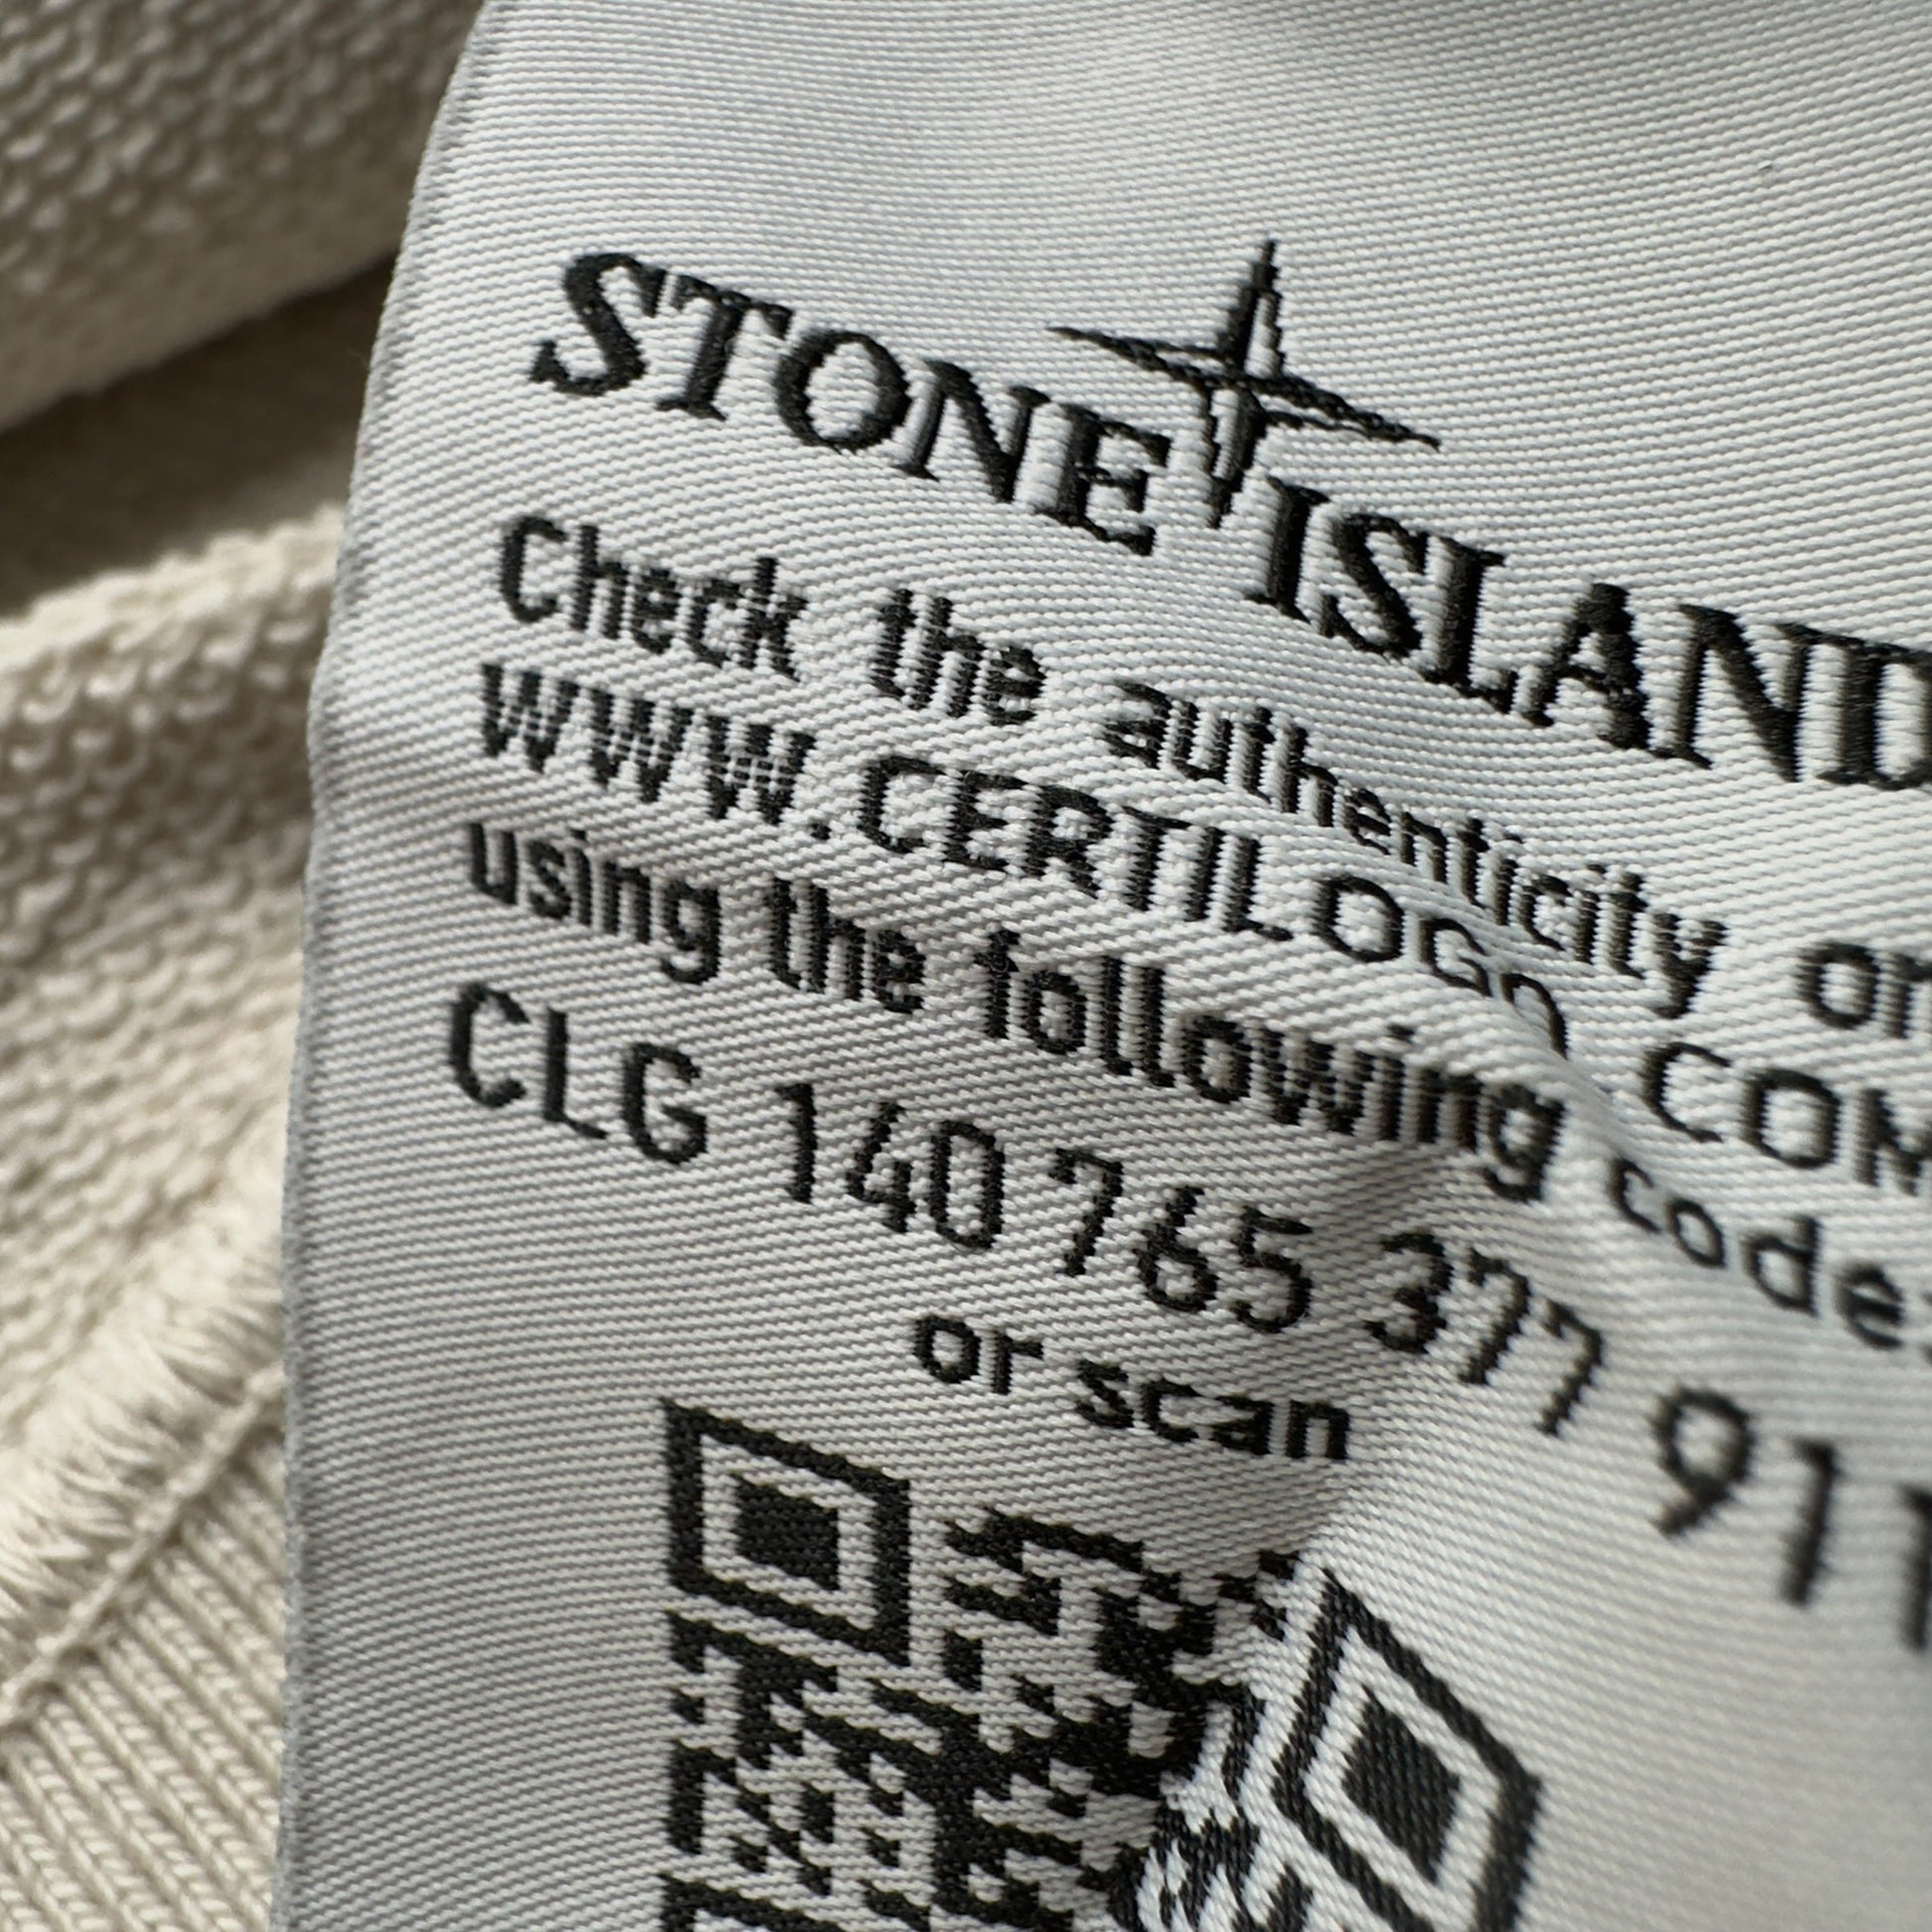 STONE ISLAND
Check the authenticity on
WWW.CERTILOGO.COM
using the following code:
CLG 140 765 377 911
or scan